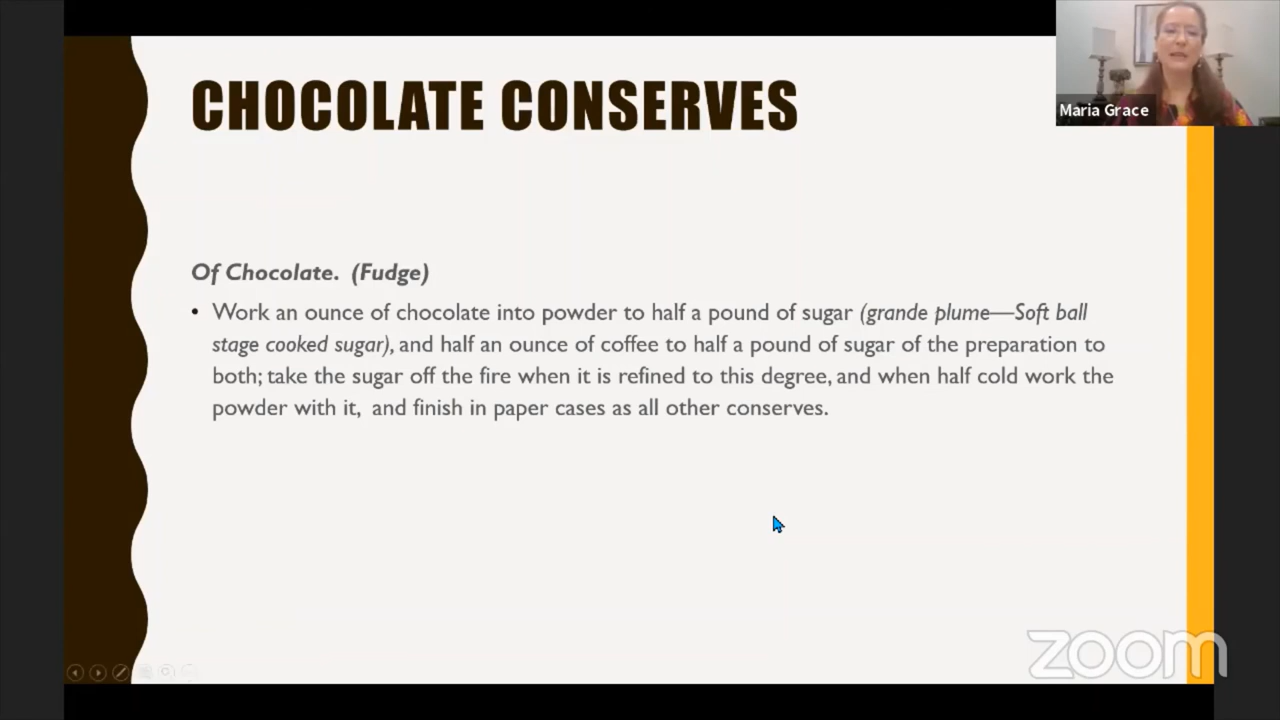 CHOCOLATE CONSERVES
Maria Grace
Of Chocolate. (Fudge)
• Work an ounce of chocolate into powder to half a pound of sugar (grande plume—Soft ball
stage cooked sugar), and half an ounce of coffee to half a pound of sugar of the preparation to
both; take the sugar off the fire when it is refined to this degree, and when half cold work the
powder with it, and finish in paper cases as all other conserves.
zoom